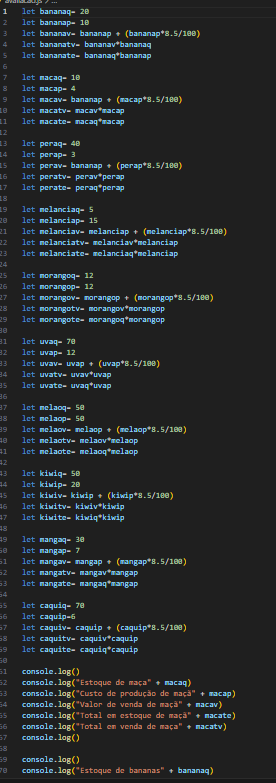 avaliacao.js > ...
1 let bananaq= 20
2 let bananap= 10
3 let bananav= bananap + (bananap*8.5/100)
4 let bananatv= bananav*bananaq
5 let bananate= bananaq*bananap
6
7 let macaq= 10
8 let macap= 4
9 let macav= bananap + (macap*8.5/100)
10 let macatv= macav*macap
11 let macate= macaq*macap
12
13 let peraq= 40
14 let perap= 3
15 let perav= bananap + (perap*8.5/100)
16 let peratv= perav*perap
17 let perate= peraq*perap
18
19 let melanciaq= 5
20 let melanciap= 15
21 let melanciav= melanciap + (melanciap*8.5/100)
22 let melanciatv= melanciav*melanciap
23 let melanciate= melanciaq*melanciap
24
25 let morangoq= 12
26 let morangop= 12
27 let morangov= morangop + (morangop*8.5/100)
28 let morangotv= morangov*morangop
29 let morangote= morangoq*morangop
30
31 let uvaq= 70
32 let uvap= 12
33 let uvav= uvap + (uvap*8.5/100)
34 let uvatv= uvav*uvap
35 let uvate= uvaq*uvap
36
37 let melaoq= 50
38 let melaop= 50
39 let melaov= melaop + (melaop*8.5/100)
40 let melaotv= melaov*melaop
41 let melaote= melaoq*melaop
42
43 let kiwiq= 50
44 let kiwip= 20
45 let kiwiv= kiwip + (kiwip*8.5/100)
46 let kiwitv= kiwiv*kiwip
47 let kiwite= kiwiq*kiwip
48
49 let mangaq= 30
50 let mangap= 7
51 let mangav= mangap + (mangap*8.5/100)
52 let mangatv= mangav*mangap
53 let mangate= mangaq*mangap
54
55 let caquiq= 70
56 let caquip=6
57 let caquiv= caquip + (caquip*8.5/100)
58 let caquitv= caquiv*caquip
59 let caquite= caquiq*caquip
60
61 console.log()
62 console.log("Estoque de maça" + macaq)
63 console.log("Custo de produção de maçã" + macap)
64 console.log("Valor de venda de maçã" + macav)
65 console.log("Total em estoque de maçã" + macate)
66 console.log("Total em venda de maça" + macatv)
67 console.log()
68
69 console.log()
70 console.log("Estoque de bananas" + bananaq)